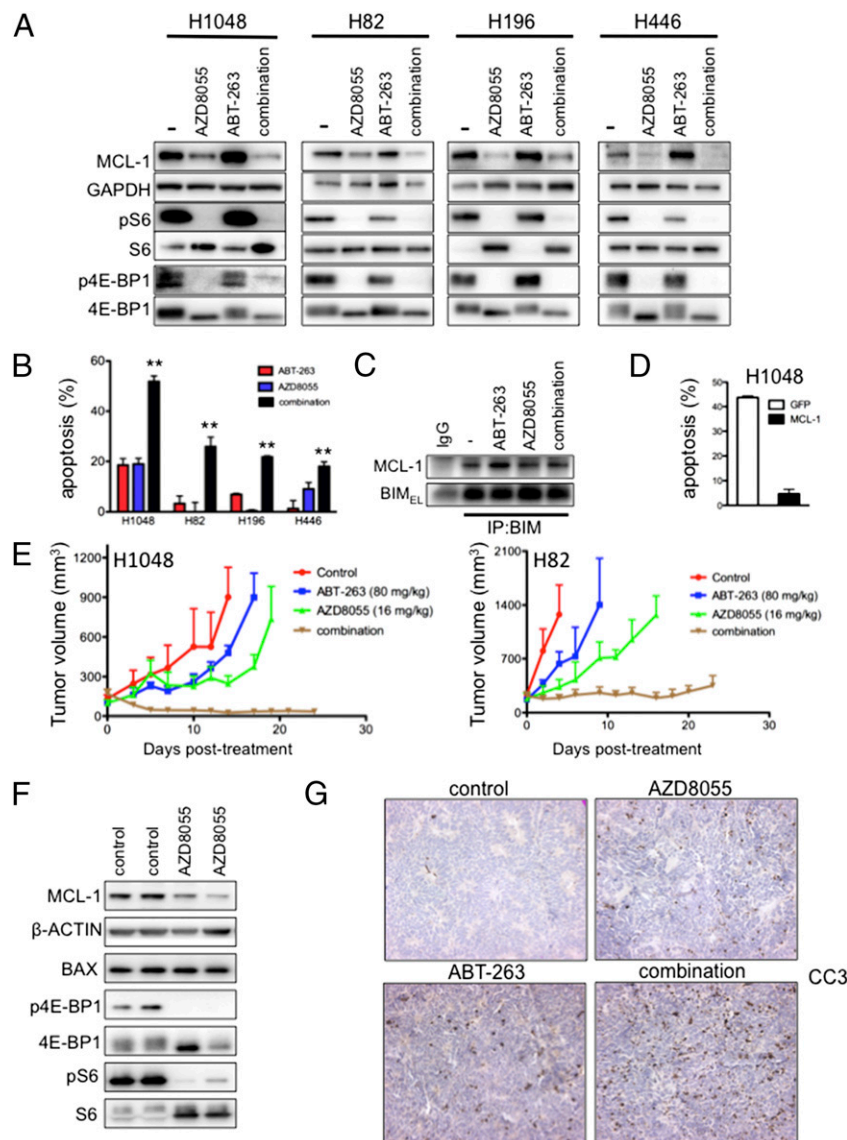 A
H1048 H82 H196 H446
- AZD8055 ABT-263 combination - AZD8055 ABT-263 combination - AZD8055 ABT-263 combination - AZD8055 ABT-263 combination
MCL-1
GAPDH
pS6
S6
p4E-BP1
4E-BP1
B
apoptosis (%)
60
40
20
0
** ** ** **
ABT-263
AZD8055
combination
H1048 H82 H196 H446
C
IgG - ABT-263 AZD8055 combination
MCL-1
BIMEL
IP:BIM
D
H1048
apoptosis (%)
50
40
30
20
10
0
GFP
MCL-1
E
H1048
Tumor volume (mm³)
1200
900
600
300
0
0 10 20 30
Days post-treatment
Control
ABT-263 (80 mg/kg)
AZD8055 (16 mg/kg)
combination
H82
Tumor volume (mm³)
2100
1400
700
0
0 10 20 30
Days post-treatment
Control
ABT-263 (80 mg/kg)
AZD8055 (16 mg/kg)
combination
F
control control AZD8055 AZD8055
MCL-1
β-ACTIN
BAX
p4E-BP1
4E-BP1
pS6
S6
G
control AZD8055
ABT-263 combination
CC3